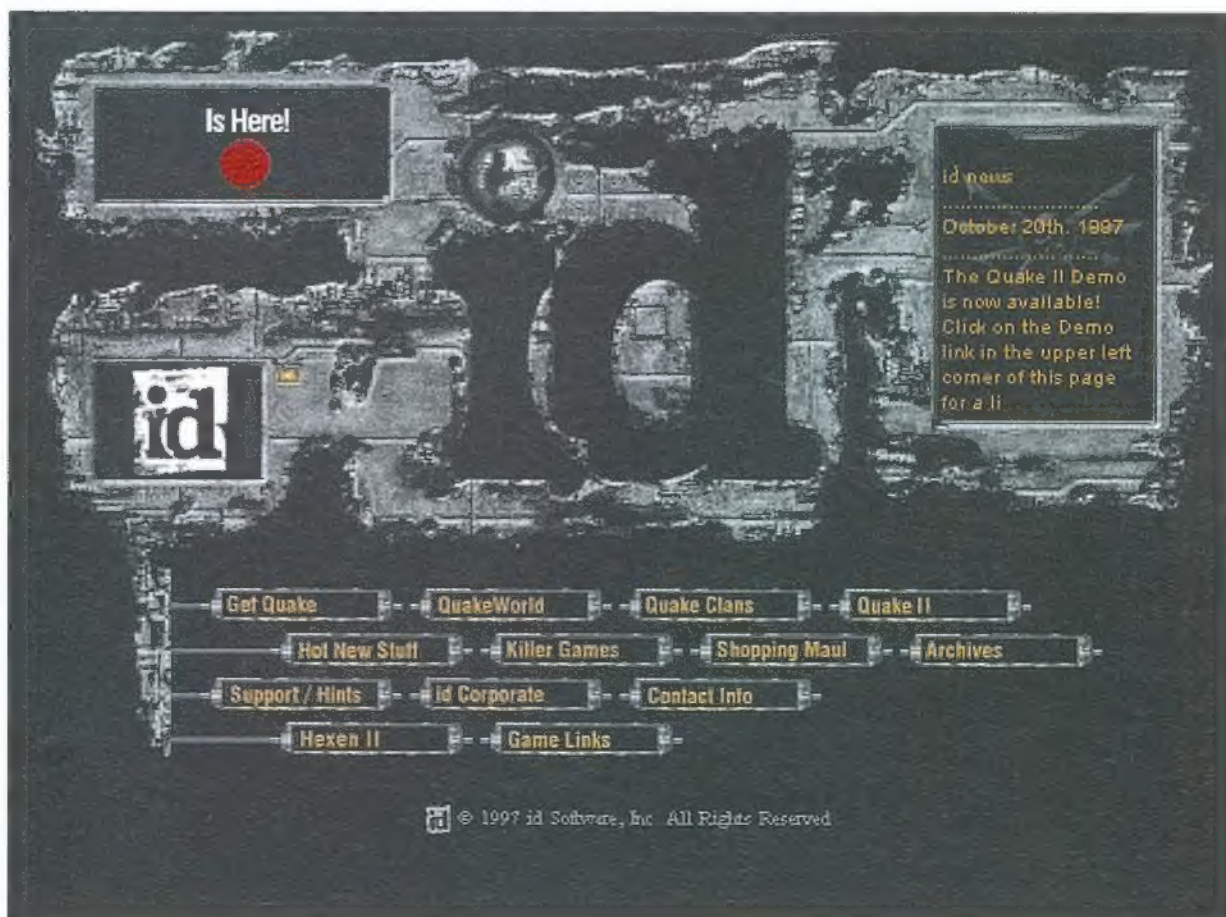 Is Here!
id news
October 20th, 1997
The Quake II Demo
is now available!
Click on the Demo
link in the upper left
corner of this page
for a li
id
id
Get Quake
QuakeWorld
Quake Clans
Quake II
Hot New Stuff
Killer Games
Shopping Maul
Archives
Support / Hints
id Corporate
Contact Info
Hexen II
Game Links
id © 1997 id Software, Inc. All Rights Reserved